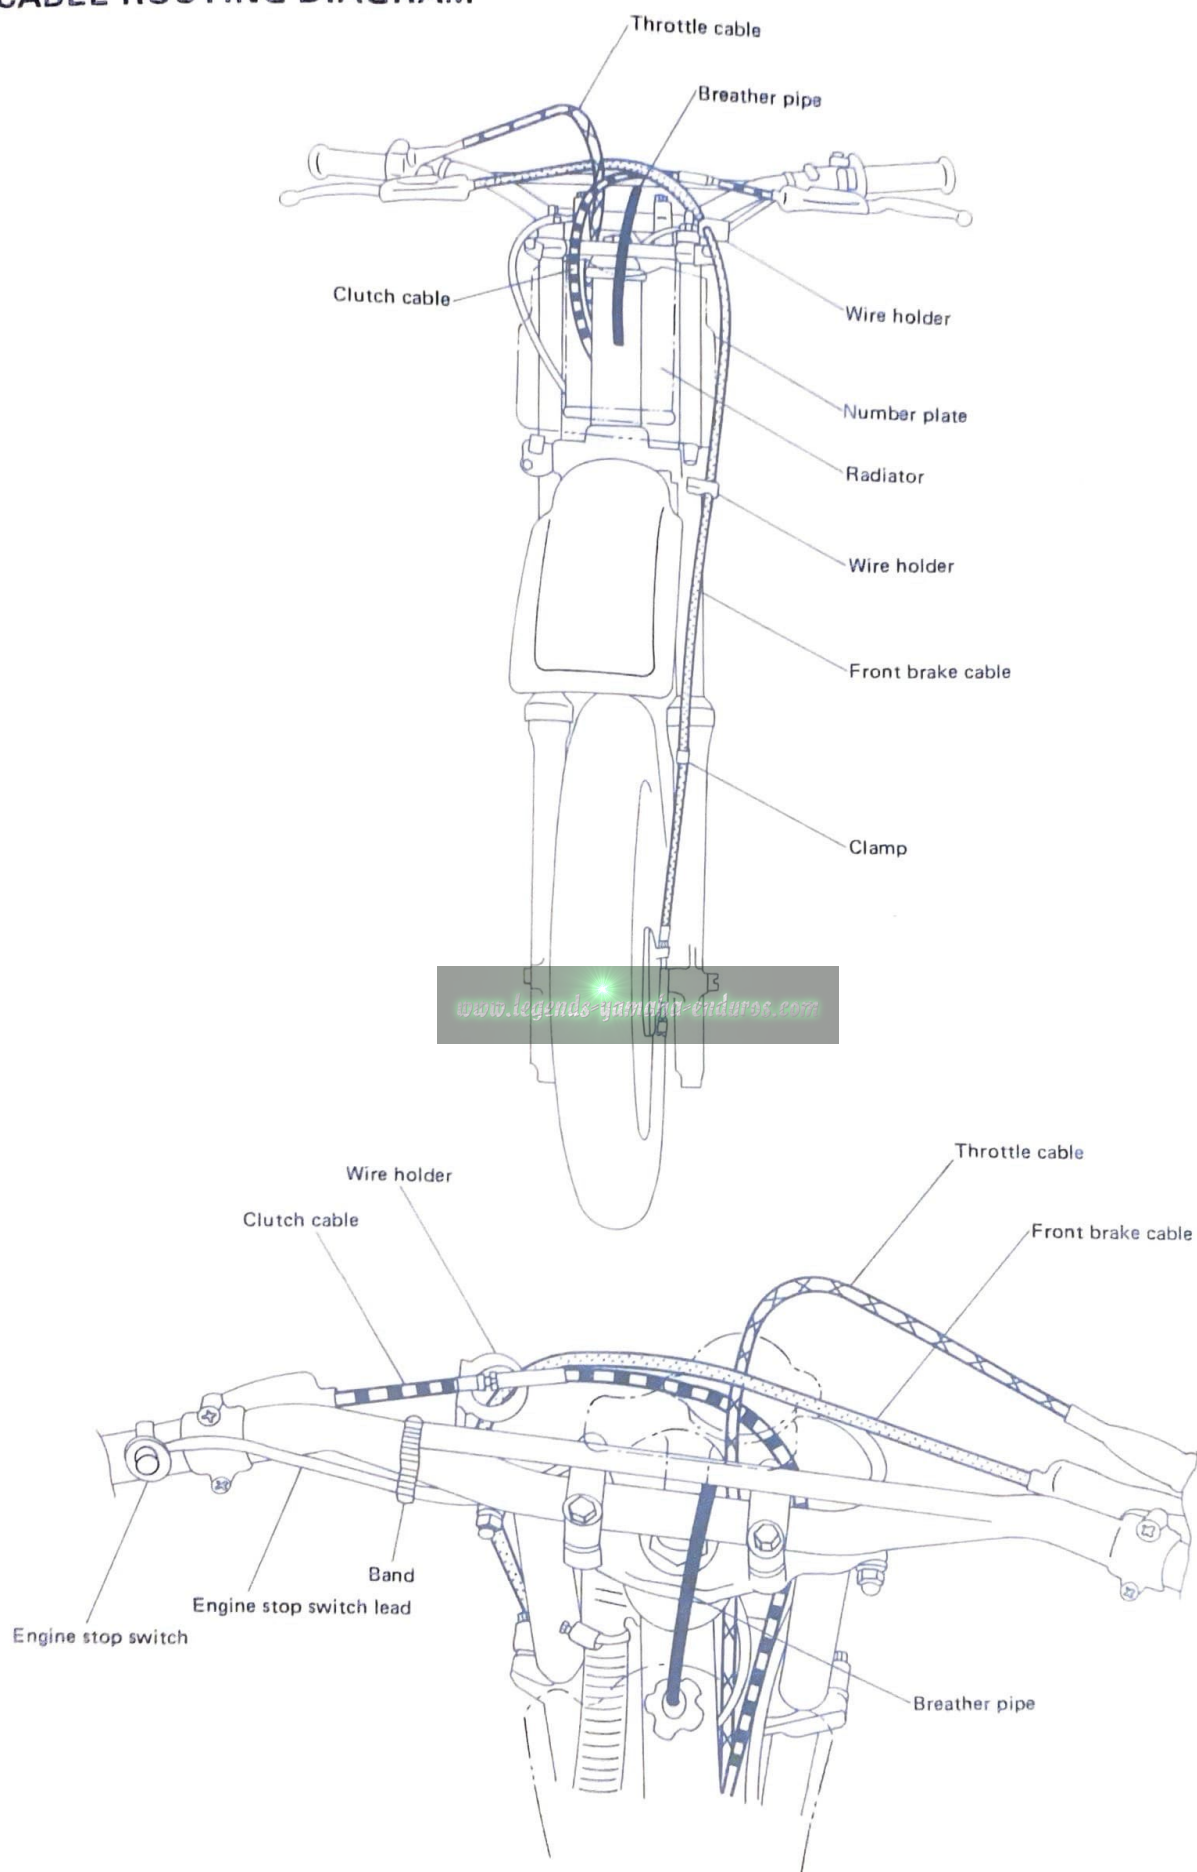 CABLE ROUTING DIAGRAM
Throttle cable
Breather pipe
Clutch cable
Wire holder
Number plate
Radiator
Wire holder
Front brake cable
Clamp
www.legends-yamaha-enduros.com
Throttle cable
Wire holder
Clutch cable
Front brake cable
Band
Engine stop switch lead
Engine stop switch
Breather pipe